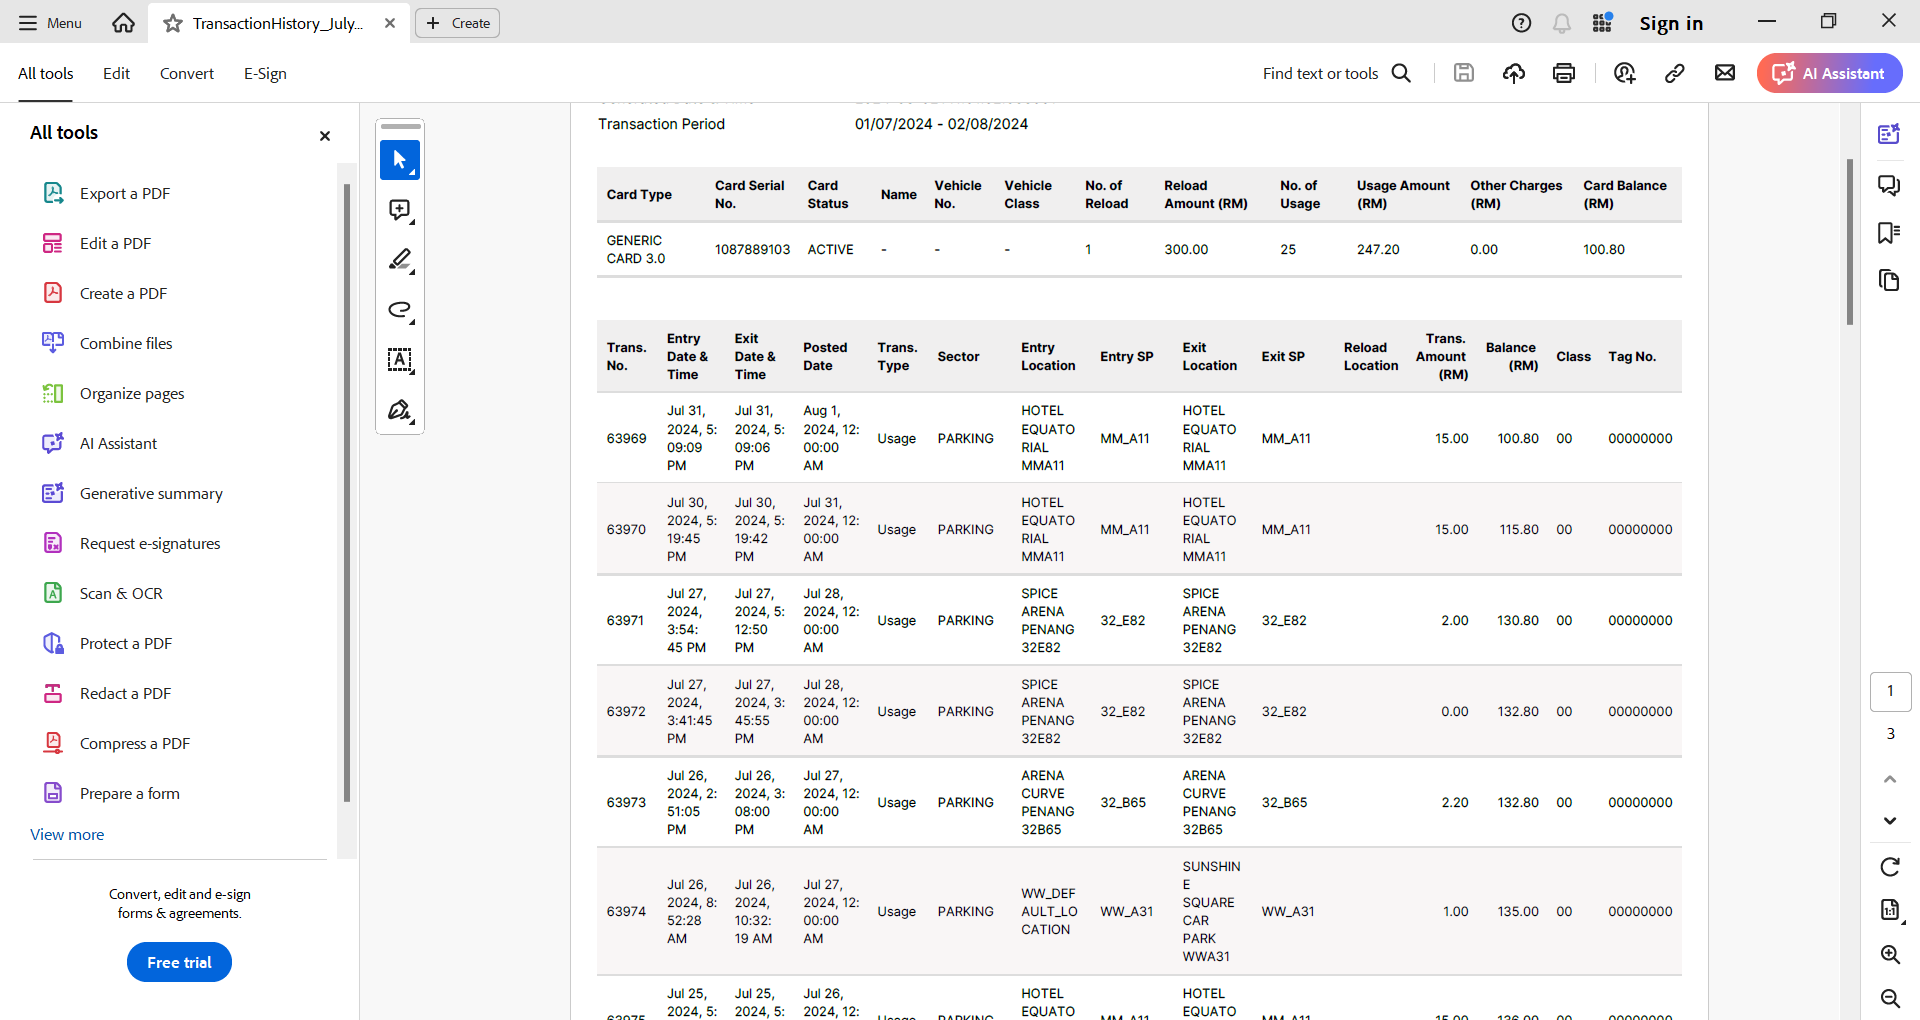 Menu
TransactionHistory_July...
Create
Sign in
All tools
Edit
Convert
E-Sign
Find text or tools
AI Assistant
All tools
Export a PDF
Edit a PDF
Create a PDF
Combine files
Organize pages
AI Assistant
Generative summary
Request e-signatures
Scan & OCR
Protect a PDF
Redact a PDF
Compress a PDF
Prepare a form
View more
Convert, edit and e-sign
forms & agreements.
Free trial
Transaction Period 01/07/2024 - 02/08/2024
Card Type Card Serial No. Card Status Name Vehicle No. Vehicle Class No. of Reload Reload Amount (RM) No. of Usage Usage Amount (RM) Other Charges (RM) Card Balance (RM)
GENERIC CARD 3.0 1087889103 ACTIVE - - - 1 300.00 25 247.20 0.00 100.80
Trans. No. Entry Date & Time Exit Date & Time Posted Date Trans. Type Sector Entry Location Entry SP Exit Location Exit SP Reload Location Trans. Amount (RM) Balance (RM) Class Tag No.
63969 Jul 31, 2024, 5:09:09 PM Jul 31, 2024, 5:09:06 PM Aug 1, 2024, 12:00:00 AM Usage PARKING HOTEL EQUATORIAL MMA11 MM_A11 HOTEL EQUATORIAL MMA11 MM_A11 15.00 100.80 00 00000000
63970 Jul 30, 2024, 5:19:45 PM Jul 30, 2024, 5:19:42 PM Jul 31, 2024, 12:00:00 AM Usage PARKING HOTEL EQUATORIAL MMA11 MM_A11 HOTEL EQUATORIAL MMA11 MM_A11 15.00 115.80 00 00000000
63971 Jul 27, 2024, 3:54:45 PM Jul 27, 2024, 5:12:50 PM Jul 28, 2024, 12:00:00 AM Usage PARKING SPICE ARENA PENANG 32E82 32_E82 SPICE ARENA PENANG 32E82 32_E82 2.00 130.80 00 00000000
63972 Jul 27, 2024, 3:41:45 PM Jul 27, 2024, 3:45:55 PM Jul 28, 2024, 12:00:00 AM Usage PARKING SPICE ARENA PENANG 32E82 32_E82 SPICE ARENA PENANG 32E82 32_E82 0.00 132.80 00 00000000
63973 Jul 26, 2024, 2:51:05 PM Jul 26, 2024, 3:08:00 PM Jul 27, 2024, 12:00:00 AM Usage PARKING ARENA CURVE PENANG 32B65 32_B65 ARENA CURVE PENANG 32B65 32_B65 2.20 132.80 00 00000000
63974 Jul 26, 2024, 8:52:28 AM Jul 26, 2024, 10:32:19 AM Jul 27, 2024, 12:00:00 AM Usage PARKING WW_DEFAULT_LOCATION WW_A31 SUNSHINE SQUARE CAR PARK WWA31 WW_A31 1.00 135.00 00 00000000
Jul 25, 2024, 5: Jul 25, 2024, 5: Jul 26, 2024, 12: HOTEL EQUATO HOTEL EQUATO
1
3